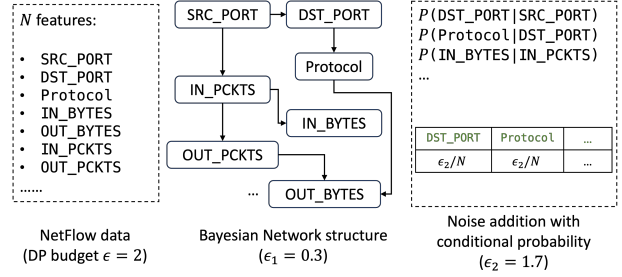 N features:
• SRC_PORT
• DST_PORT
• Protocol
• IN_BYTES
• OUT_BYTES
• IN_PCKTS
• OUT_PCKTS
......
NetFlow data
(DP budget ϵ = 2)
SRC_PORT
DST_PORT
Protocol
IN_PCKTS
IN_BYTES
OUT_PCKTS
...
OUT_BYTES
Bayesian Network structure
(ϵ₁ = 0.3)
P(DST_PORT|SRC_PORT)
P(Protocol|DST_PORT)
P(IN_BYTES|IN_PCKTS)
...
DST_PORT Protocol ...
ϵ₂/N ϵ₂/N ...
Noise addition with
conditional probability
(ϵ₂ = 1.7)